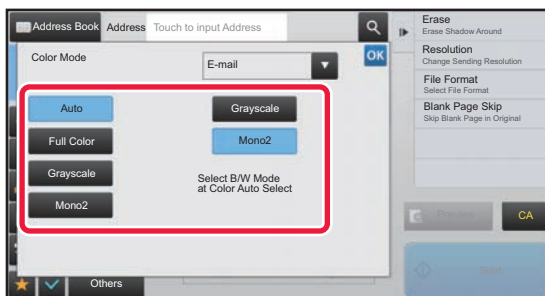 Address Book Address Touch to input Address
Color Mode
E-mail
OK
Auto
Full Color
Grayscale
Mono2
Grayscale
Mono2
Select B/W Mode
at Color Auto Select
Others
Erase
Erase Shadow Around
Resolution
Change Sending Resolution
File Format
Select File Format
Blank Page Skip
Skip Blank Page in Original
Preview
CA
Start